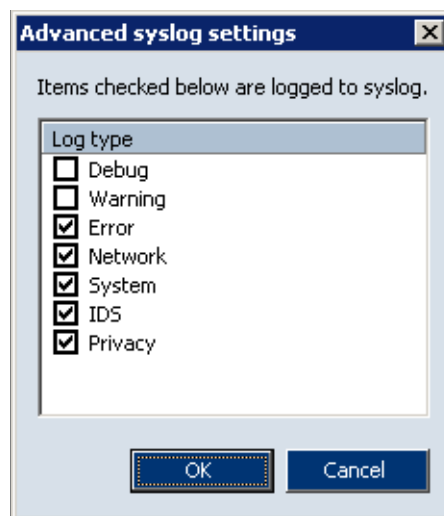 Advanced syslog settings
Items checked below are logged to syslog.
Log type
Debug
Warning
Error
Network
System
IDS
Privacy
OK
Cancel